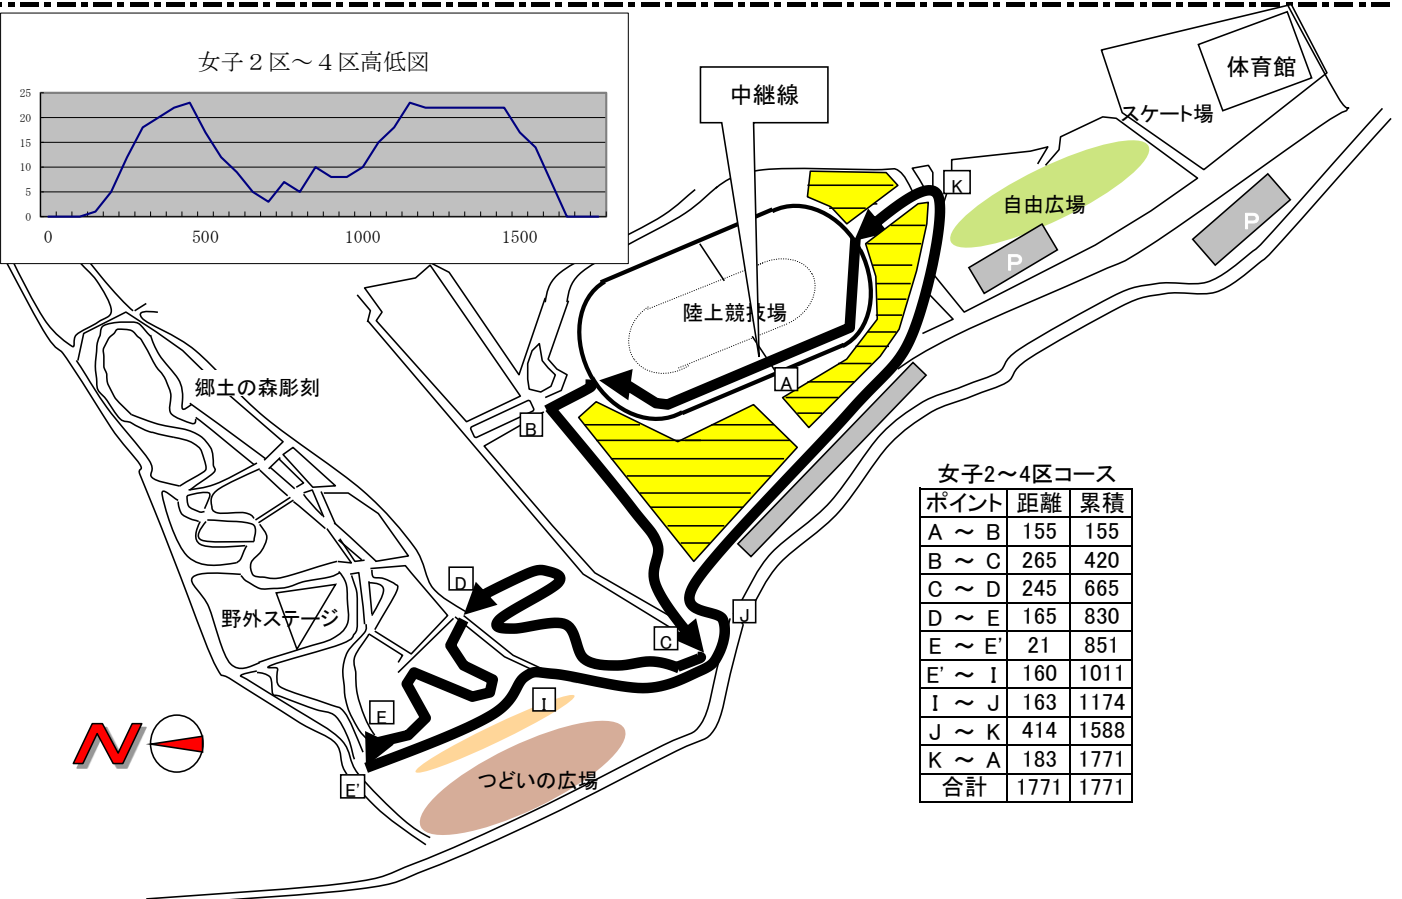 女子２区～４区高低図
25
20
15
10
5
0
0 500 1000 1500
中継線
体育館
スケート場
K
自由広場
P
P
陸上競技場
A
郷土の森彫刻
B
女子2～4区コース
ポイント 距離 累積
A ～ B 155 155
B ～ C 265 420
C ～ D 245 665
D ～ E 165 830
E ～ E' 21 851
E' ～ I 160 1011
I ～ J 163 1174
J ～ K 414 1588
K ～ A 183 1771
合計 1771 1771
D
J
野外ステージ
C
I
E
N
つどいの広場
E'